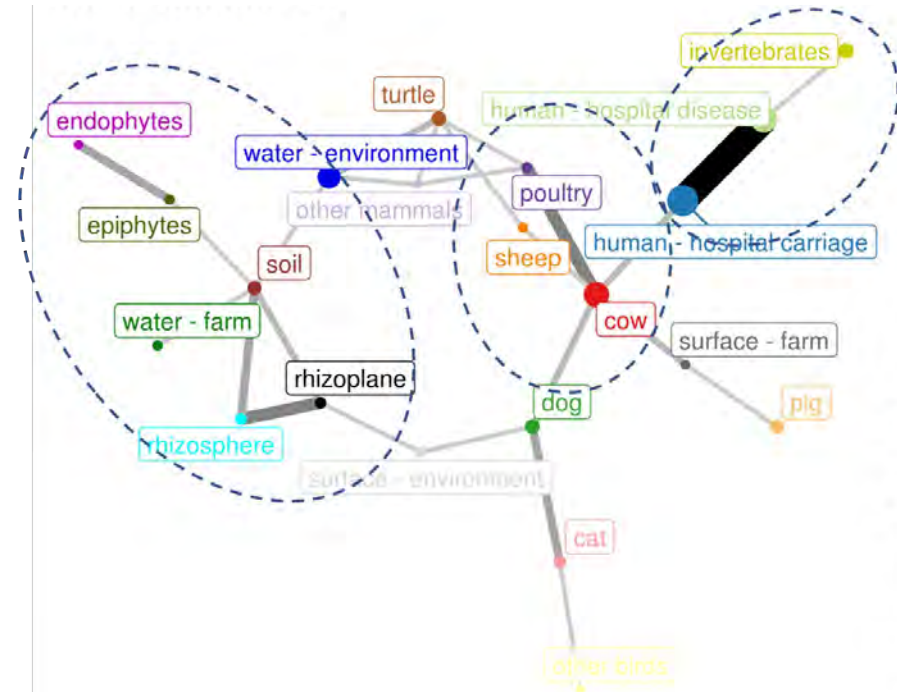 invertebrates
turtle
human - hospital disease
endophytes
water - environment
poultry
other mammals
epiphytes
human - hospital carriage
sheep
soil
water - farm
cow
surface - farm
rhizoplane
dog
pig
rhizosphere
surface - environment
cat
other birds